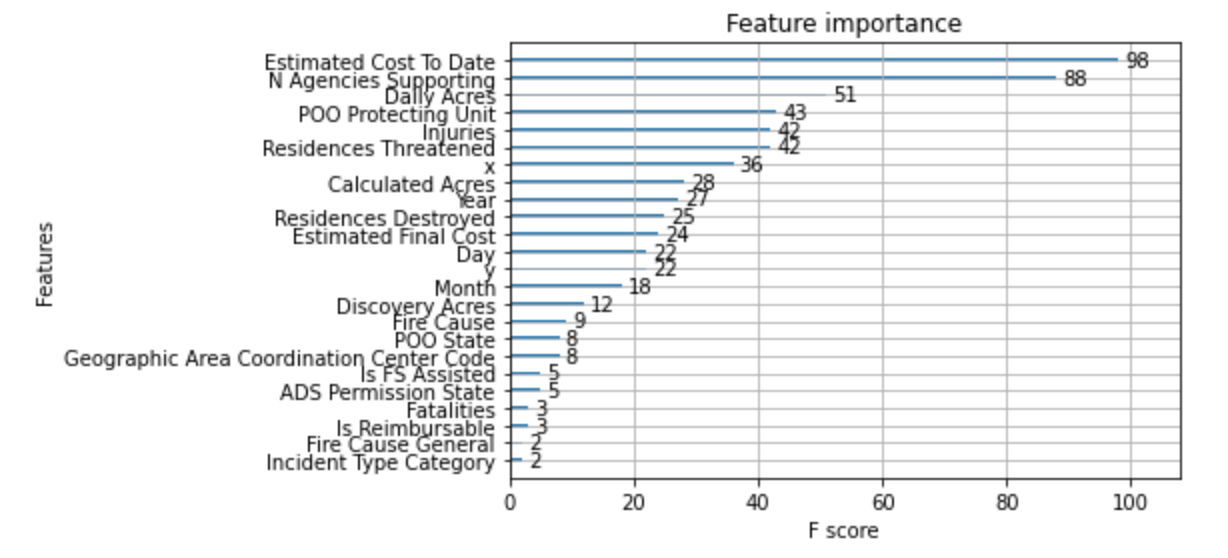 Feature importance
Estimated Cost To Date 98
N Agencies Supporting 88
Daily Acres 51
POO Protecting Unit 43
Injuries 42
Residences Threatened 42
x 36
Calculated Acres 28
Year 27
Residences Destroyed 25
Estimated Final Cost 24
Day 22
y 22
Month 18
Discovery Acres 12
Fire Cause 9
POO State 8
Geographic Area Coordination Center Code 8
Is FS Assisted 5
ADS Permission State 5
Fatalities 3
Is Reimbursable 3
Fire Cause General 2
Incident Type Category 2
Features
0 20 40 60 80 100
F score